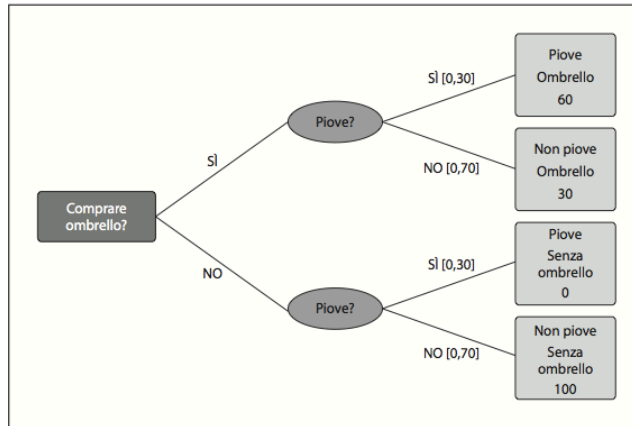 Comprare
ombrello?
SÌ
Piove?
SÌ [0,30]
Piove
Ombrello
60
NO [0,70]
Non piove
Ombrello
30
NO
Piove?
SÌ [0,30]
Piove
Senza
ombrello
0
NO [0,70]
Non piove
Senza
ombrello
100